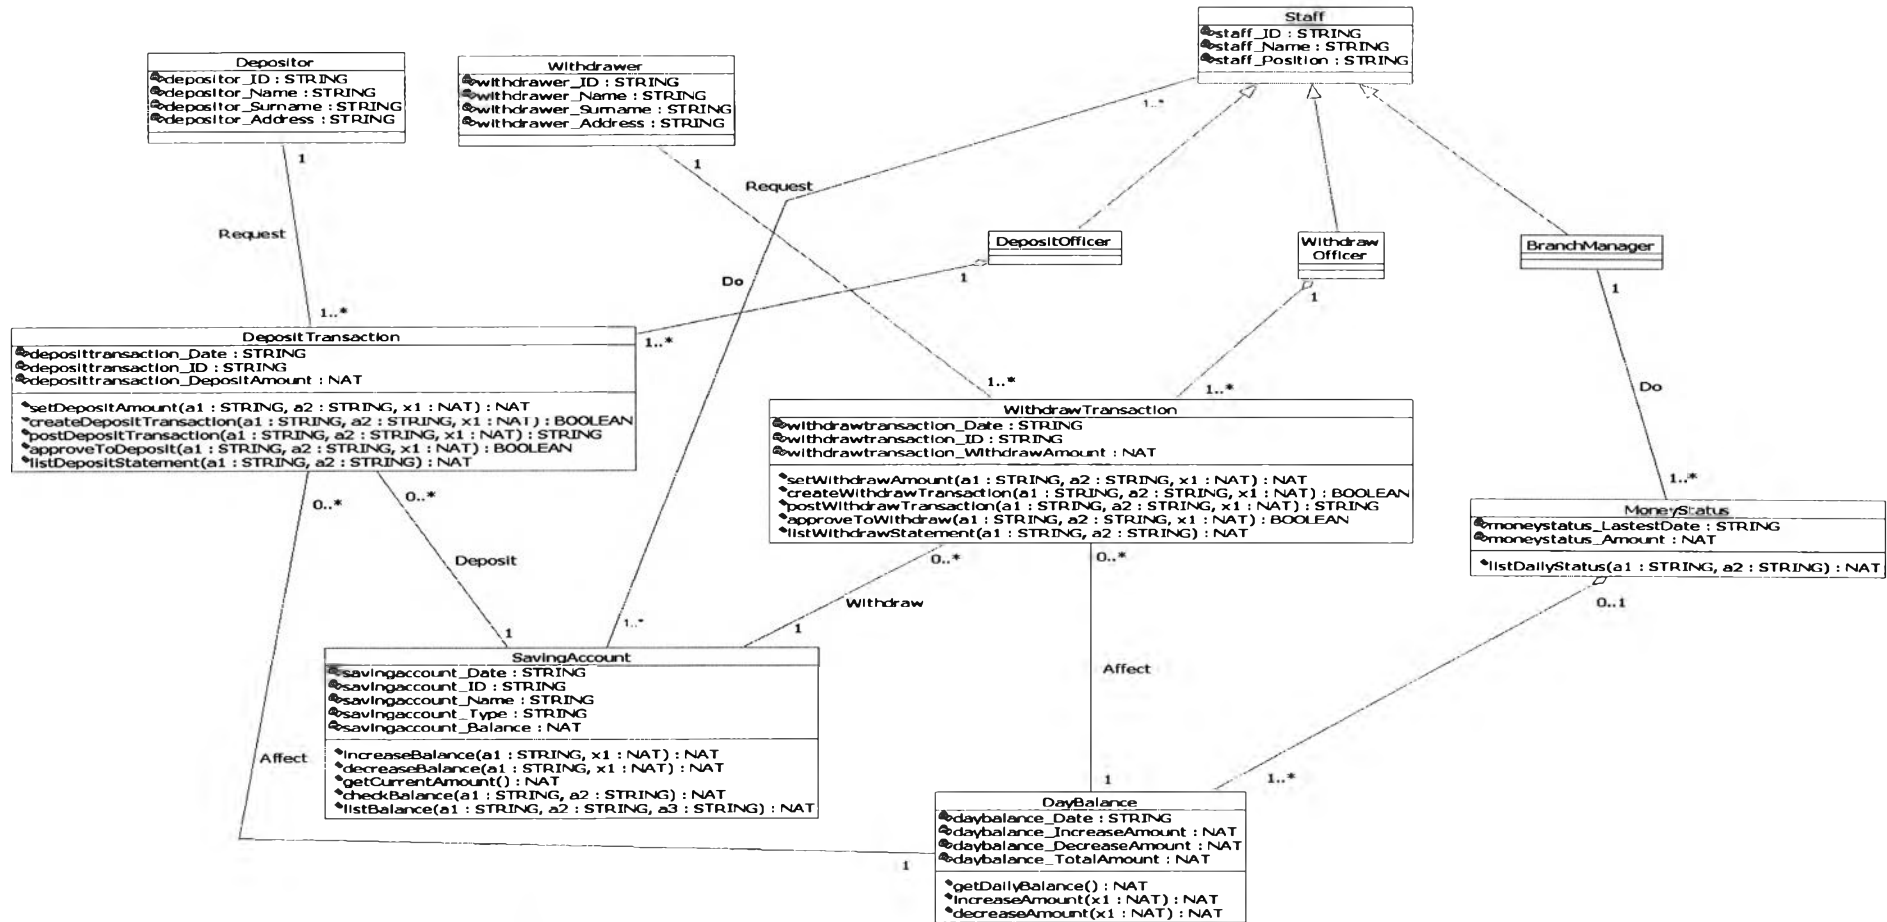 Staff
staff_ID : STRING
staff_Name : STRING
staff_Position : STRING
Depositor
depositor_ID : STRING
depositor_Name : STRING
depositor_Surname : STRING
depositor_Address : STRING
Withdrawer
withdrawer_ID : STRING
withdrawer_Name : STRING
withdrawer_Surname : STRING
withdrawer_Address : STRING
1..*
1
1
Request
Request
DepositOfficer
Withdraw
Officer
BranchManager
Do
1
1
1
1..*
1..*
DepositTransaction
deposittransaction_Date : STRING
deposittransaction_ID : STRING
deposittransaction_DepositAmount : NAT
setDepositAmount(a1 : STRING, a2 : STRING, x1 : NAT) : NAT
createDepositTransaction(a1 : STRING, a2 : STRING, x1 : NAT) : BOOLEAN
postDepositTransaction(a1 : STRING, a2 : STRING, x1 : NAT) : STRING
approveToDeposit(a1 : STRING, a2 : STRING, x1 : NAT) : BOOLEAN
listDepositStatement(a1 : STRING, a2 : STRING) : NAT
1..*
1..*
Do
WithdrawTransaction
withdrawtransaction_Date : STRING
withdrawtransaction_ID : STRING
withdrawtransaction_WithdrawAmount : NAT
setWithdrawAmount(a1 : STRING, a2 : STRING, x1 : NAT) : NAT
createWithdrawTransaction(a1 : STRING, a2 : STRING, x1 : NAT) : BOOLEAN
postWithdrawTransaction(a1 : STRING, a2 : STRING, x1 : NAT) : STRING
approveToWithdraw(a1 : STRING, a2 : STRING, x1 : NAT) : BOOLEAN
listWithdrawStatement(a1 : STRING, a2 : STRING) : NAT
1..*
MoneyStatus
moneystatus_LastestDate : STRING
moneystatus_Amount : NAT
listDailyStatus(a1 : STRING, a2 : STRING) : NAT
0..*
0..*
Deposit
0..*
0..*
Withdraw
0..1
1
1..*
1
Affect
SavingAccount
savingaccount_Date : STRING
savingaccount_ID : STRING
savingaccount_Name : STRING
savingaccount_Type : STRING
savingaccount_Balance : NAT
increaseBalance(a1 : STRING, x1 : NAT) : NAT
decreaseBalance(a1 : STRING, x1 : NAT) : NAT
getCurrentAmount() : NAT
checkBalance(a1 : STRING, a2 : STRING) : NAT
listBalance(a1 : STRING, a2 : STRING, a3 : STRING) : NAT
Affect
1
1..*
1
DayBalance
daybalance_Date : STRING
daybalance_IncreaseAmount : NAT
daybalance_DecreaseAmount : NAT
daybalance_TotalAmount : NAT
getDailyBalance() : NAT
increaseAmount(x1 : NAT) : NAT
decreaseAmount(x1 : NAT) : NAT